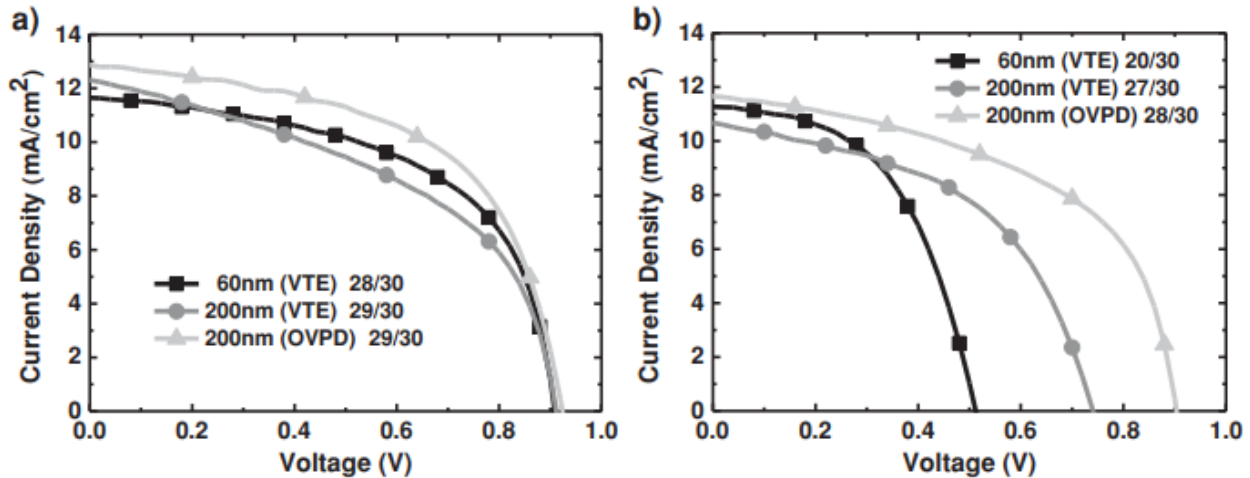 a)
14
12
10
8
6
4
2
0
Current Density (mA/cm²)
60nm (VTE) 28/30
200nm (VTE) 29/30
200nm (OVPD) 29/30
0.0 0.2 0.4 0.6 0.8 1.0
Voltage (V)
b)
14
12
10
8
6
4
2
0
Current Density (mA/cm²)
60nm (VTE) 20/30
200nm (VTE) 27/30
200nm (OVPD) 28/30
0.0 0.2 0.4 0.6 0.8 1.0
Voltage (V)